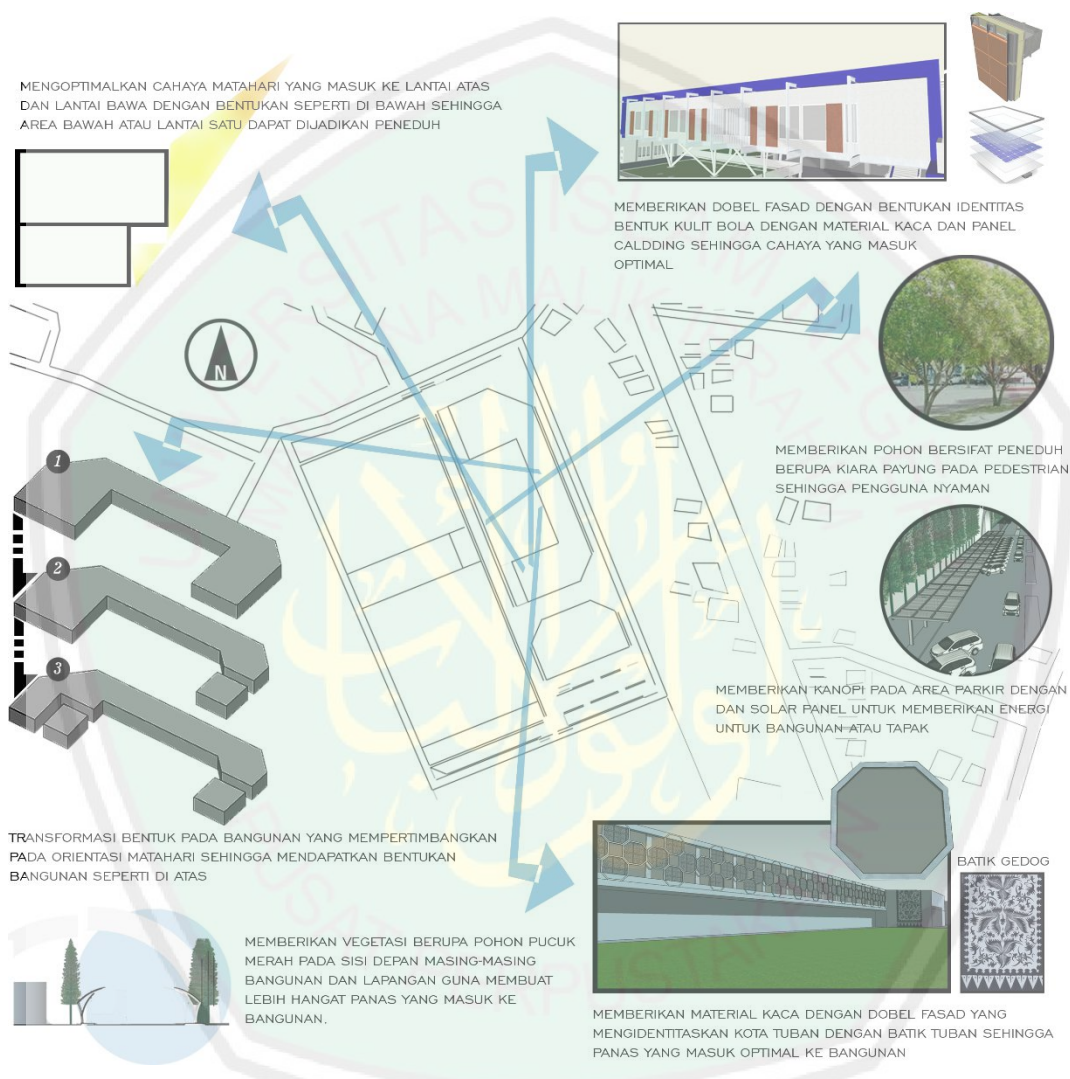 MENGOPTIMALKAN CAHAYA MATAHARI YANG MASUK KE LANTAI ATAS
DAN LANTAI BAWA DENGAN BENTUKAN SEPERTI DI BAWAH SEHINGGA
AREA BAWAH ATAU LANTAI SATU DAPAT DIJADIKAN PENEDUH
MEMBERIKAN DOBEL FASAD DENGAN BENTUKAN IDENTITAS
BENTUK KULIT BOLA DENGAN MATERIAL KACA DAN PANEL
CALDDING SEHINGGA CAHAYA YANG MASUK
OPTIMAL
N
MEMBERIKAN POHON BERSIFAT PENEDUH
BERUPA KIARA PAYUNG PADA PEDESTRIAN
SEHINGGA PENGGUNA NYAMAN
1
2
3
MEMBERIKAN KANOPI PADA AREA PARKIR DENGAN
DAN SOLAR PANEL UNTUK MEMBERIKAN ENERGI
UNTUK BANGUNAN ATAU TAPAK
TRANSFORMASI BENTUK PADA BANGUNAN YANG MEMPERTIMBANGKAN
PADA ORIENTASI MATAHARI SEHINGGA MENDAPATKAN BENTUKAN
BANGUNAN SEPERTI DI ATAS
BATIK GEDOG
MEMBERIKAN VEGETASI BERUPA POHON PUCUK
MERAH PADA SISI DEPAN MASING-MASING
BANGUNAN DAN LAPANGAN GUNA MEMBUAT
LEBIH HANGAT PANAS YANG MASUK KE
BANGUNAN.
MEMBERIKAN MATERIAL KACA DENGAN DOBEL FASAD YANG
MENGIDENTITASKAN KOTA TUBAN DENGAN BATIK TUBAN SEHINGGA
PANAS YANG MASUK OPTIMAL KE BANGUNAN